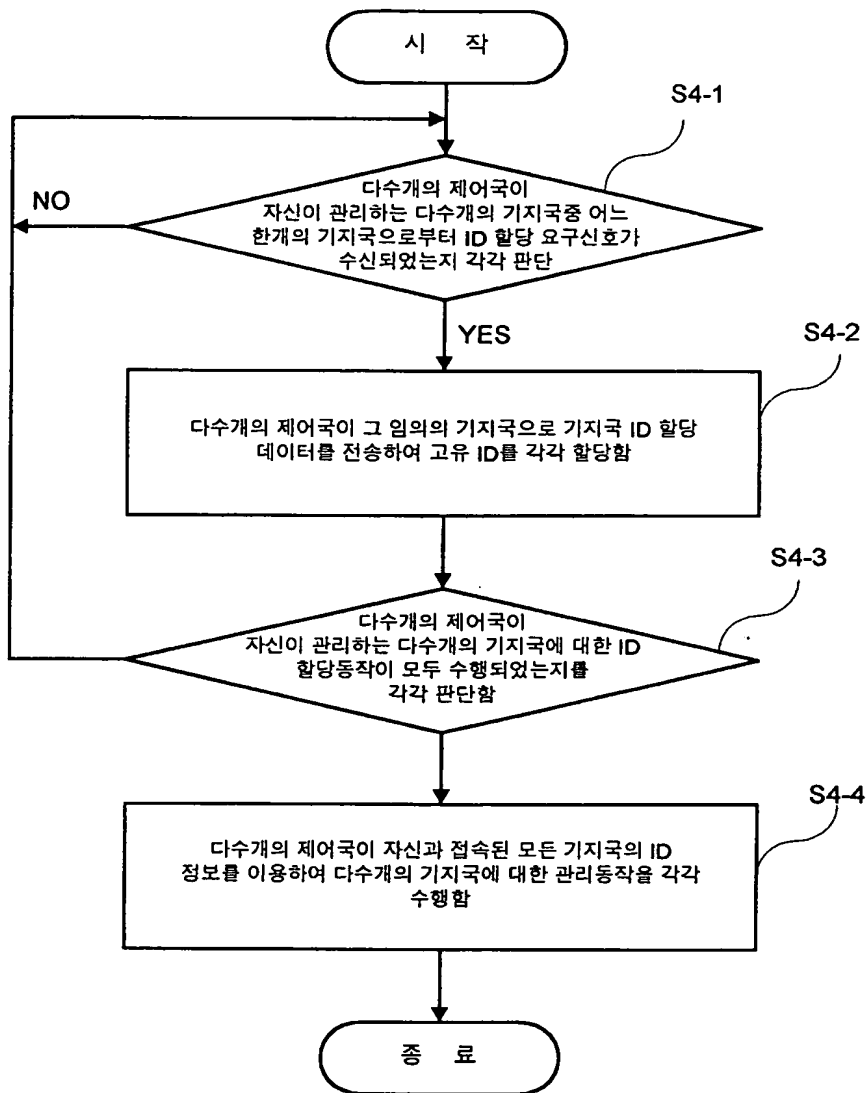 시 작
S4-1
다수개의 제어국이
자신이 관리하는 다수개의 기지국중 어느
한개의 기지국으로부터 ID 할당 요구신호가
수신되었는지 각각 판단
NO
YES
S4-2
다수개의 제어국이 그 임의의 기지국으로 기지국 ID 할당
데이터를 전송하여 고유 ID를 각각 할당함
S4-3
다수개의 제어국이
자신이 관리하는 다수개의 기지국에 대한 ID
할당동작이 모두 수행되었는지를
각각 판단함
S4-4
다수개의 제어국이 자신과 접속된 모든 기지국의 ID
정보를 이용하여 다수개의 기지국에 대한 관리동작을 각각
수행함
종 료